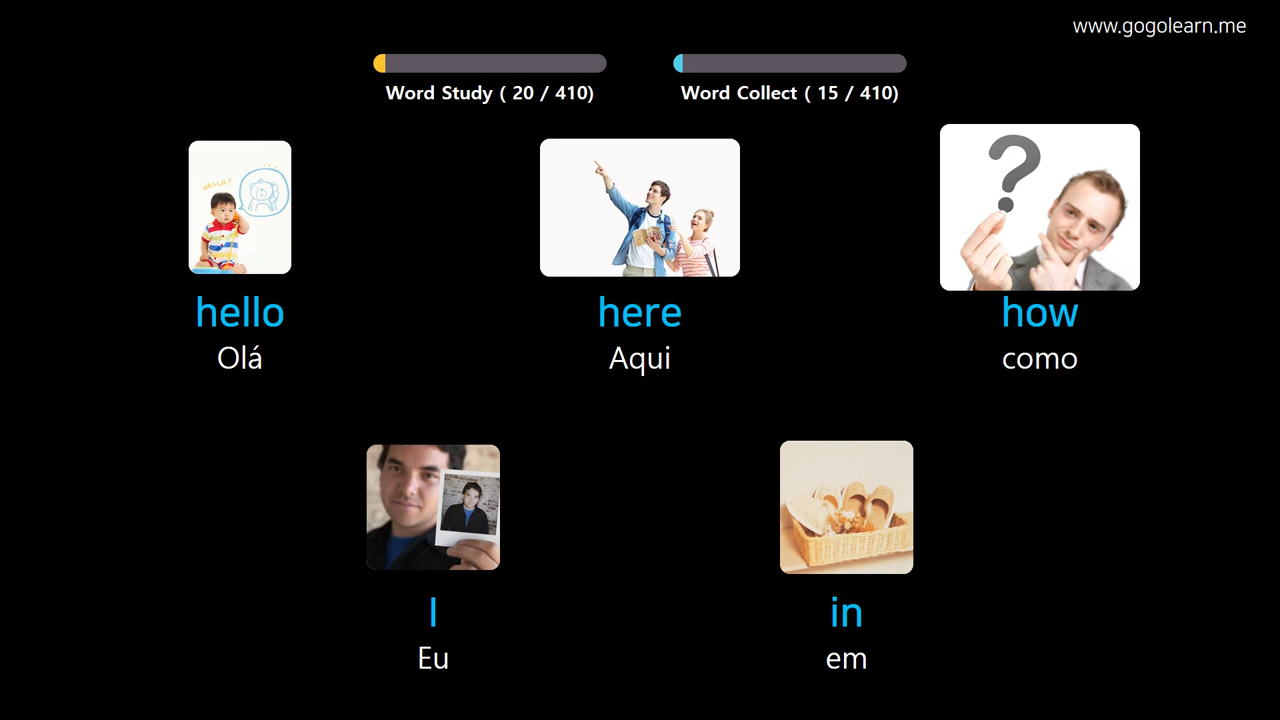 www.gogolearn.me
Word Study ( 20 / 410)
Word Collect ( 15 / 410)
HELLO!
hello
here
how
Olá
Aqui
como
I
in
Eu
em